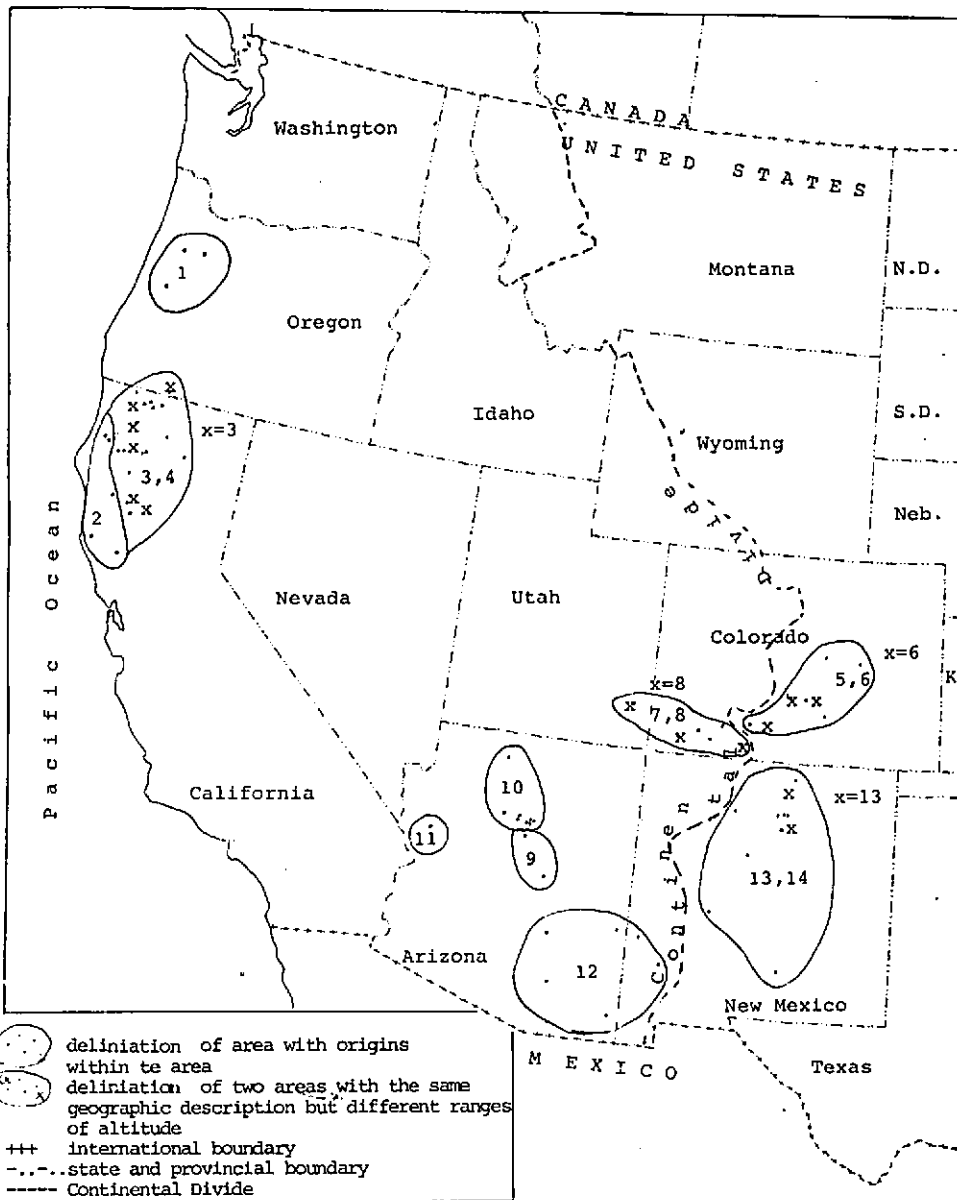 CANADA
UNITED STATES
Washington
Montana
N.D.
1
Oregon
Idaho
S.D.
x=3
Wyoming
3,4
Neb.
2
Pacific Ocean
Nevada
Utah
Colorado
x=6
5,6
K
x=8
7,8
California
10
x=13
11
9
13,14
Continental Divide
Arizona
12
New Mexico
MEXICO
Texas
deliniation of area with origins
within te area
deliniation of two areas with the same
geographic description but different ranges
of altitude
+++ international boundary
-..-.. state and provincial boundary
----- Continental Divide